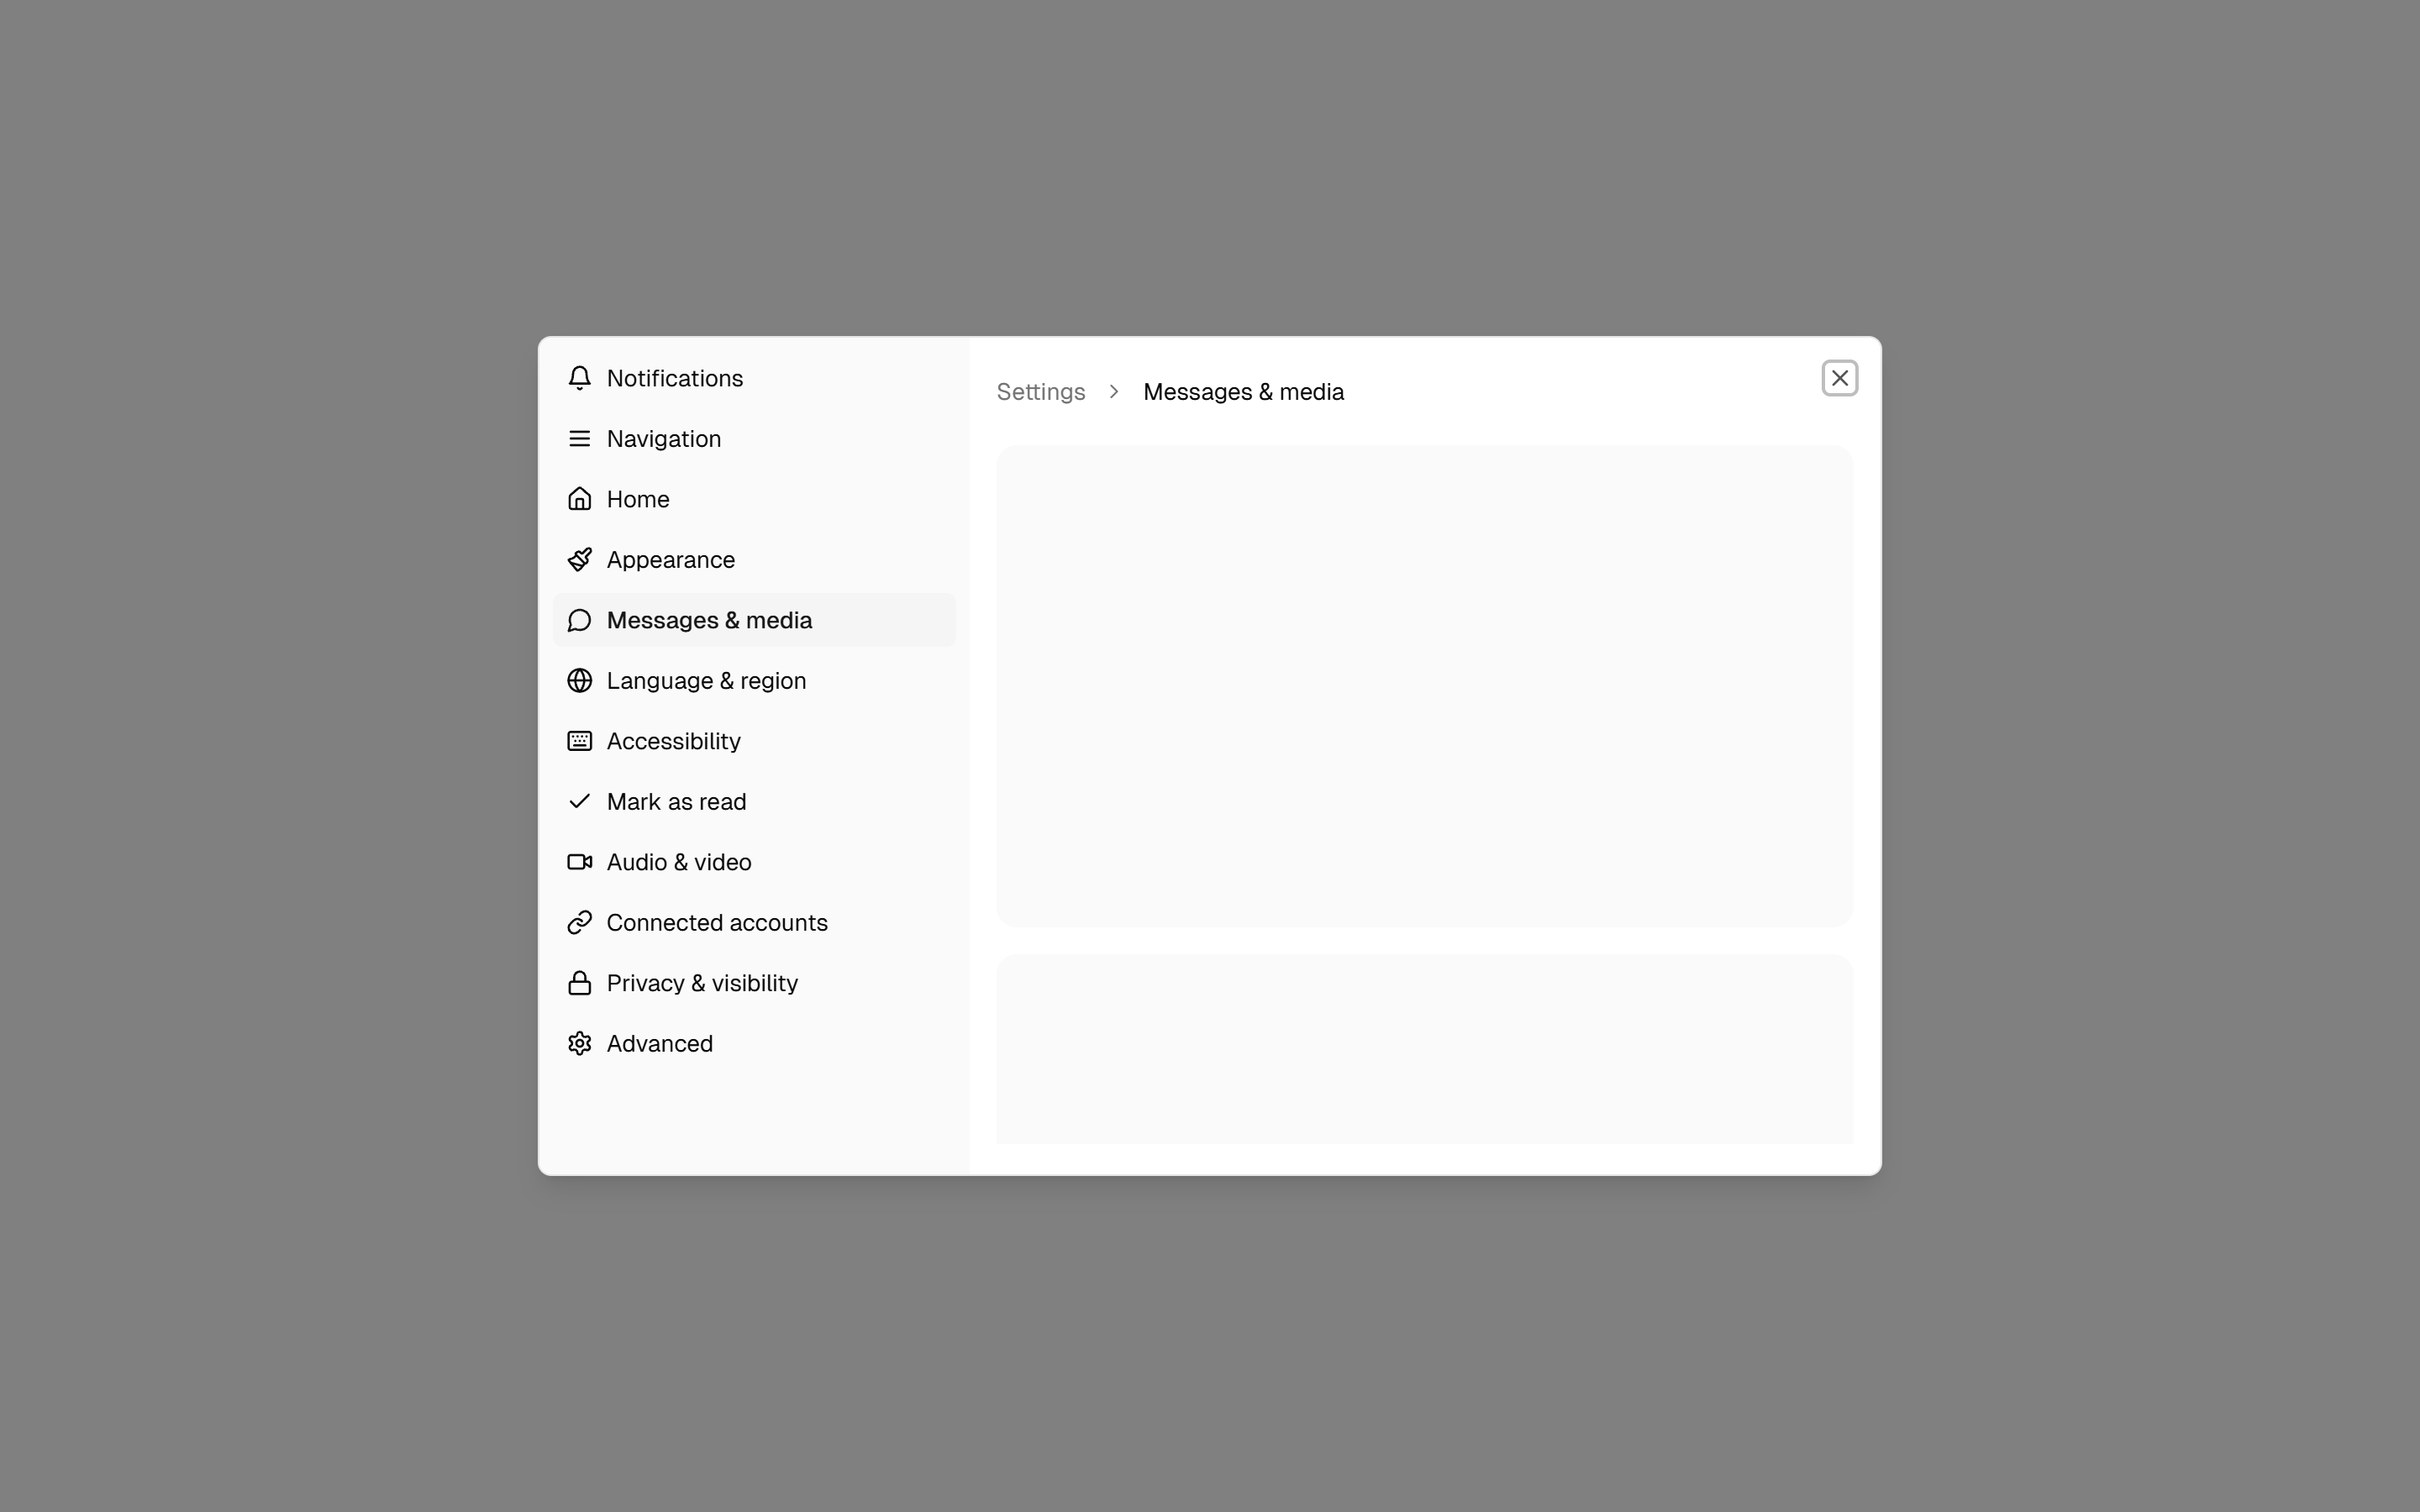 Notifications
Navigation
Home
Appearance
Messages & media
Language & region
Accessibility
Mark as read
Audio & video
Connected accounts
Privacy & visibility
Advanced
Settings
Messages & media